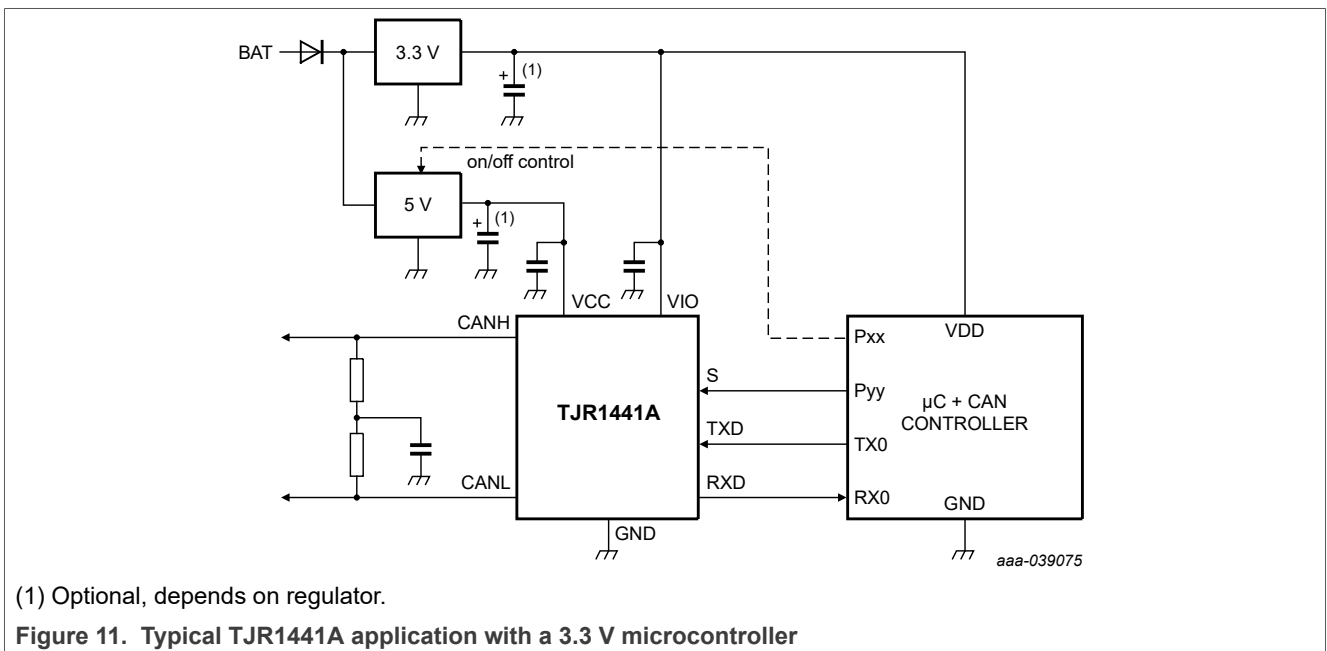 BAT
3.3 V
+ (1)
on/off control
5 V
+ (1)
VCC
VIO
CANH
Pxx
VDD
S
Pyy
µC + CAN
CONTROLLER
TJR1441A
TXD
TX0
CANL
RXD
RX0
GND
GND
aaa-039075
(1) Optional, depends on regulator.
Figure 11. Typical TJR1441A application with a 3.3 V microcontroller